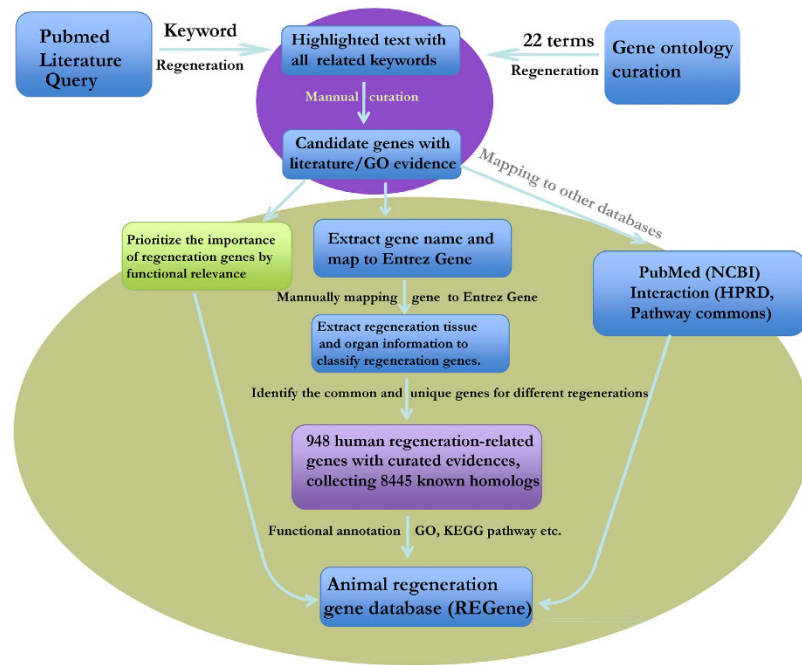 Pubmed
Literature
Query
Keyword
Regeneration
Highlighted text with
all related keywords
22 terms
Regeneration
Gene ontology
curation
Mannual curation
Candidate genes with
literature/GO evidence
Mapping to other databases
Prioritize the importance
of regeneration genes by
functional relevance
Extract gene name and
map to Entrez Gene
PubMed (NCBI)
Interaction (HPRD,
Pathway commons)
Mannually mapping gene to Entrez Gene
Extract regeneration tissue
and organ information to
classify regeneration genes.
Identify the common and unique genes for different regenerations
948 human regeneration-related
genes with curated evidences,
collecting 8445 known homologs
Functional annotation GO, KEGG pathway etc.
Animal regeneration
gene database (REGene)